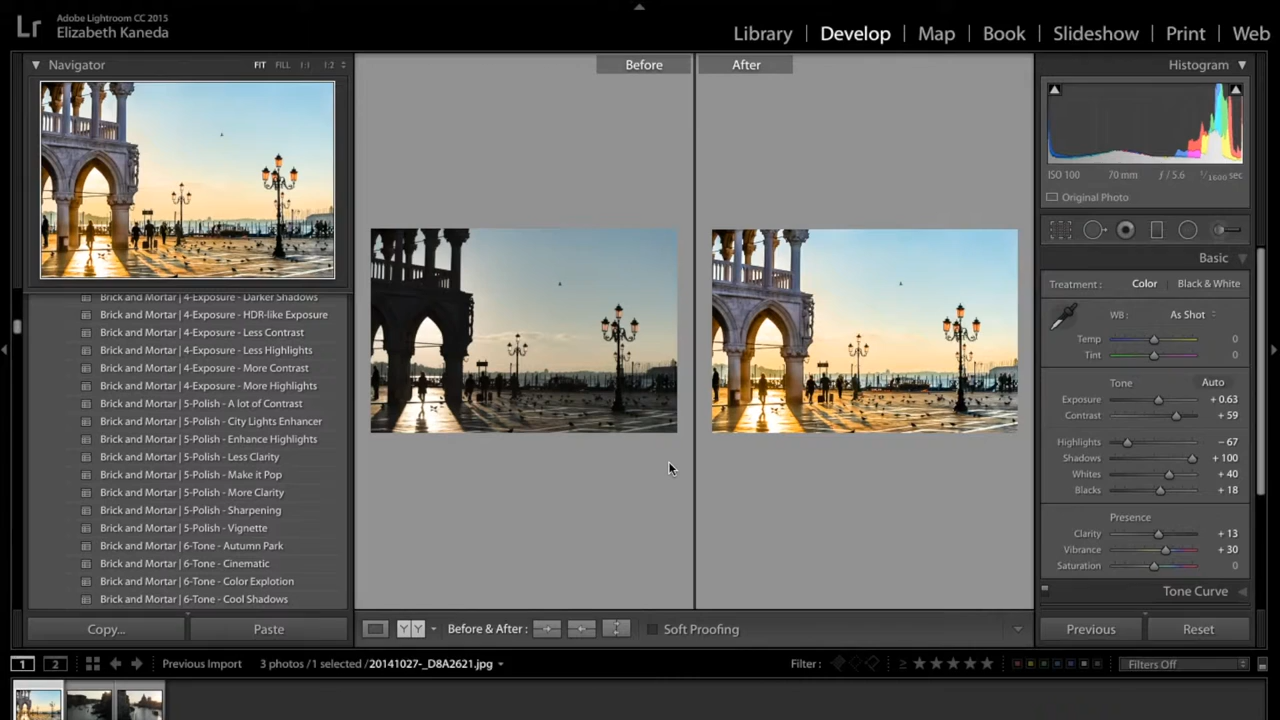 Lr
Adobe Lightroom CC 2015
Elizabeth Kaneda
Library | Develop | Map | Book | Slideshow | Print | Web
Navigator FIT FILL 1:1 1:2
Brick and Mortar | 4-Exposure - Darker Shadows
Brick and Mortar | 4-Exposure - HDR-like Exposure
Brick and Mortar | 4-Exposure - Less Contrast
Brick and Mortar | 4-Exposure - Less Highlights
Brick and Mortar | 4-Exposure - More Contrast
Brick and Mortar | 4-Exposure - More Highlights
Brick and Mortar | 5-Polish - A lot of Contrast
Brick and Mortar | 5-Polish - City Lights Enhancer
Brick and Mortar | 5-Polish - Enhance Highlights
Brick and Mortar | 5-Polish - Less Clarity
Brick and Mortar | 5-Polish - Make it Pop
Brick and Mortar | 5-Polish - More Clarity
Brick and Mortar | 5-Polish - Sharpening
Brick and Mortar | 5-Polish - Vignette
Brick and Mortar | 6-Tone - Autumn Park
Brick and Mortar | 6-Tone - Cinematic
Brick and Mortar | 6-Tone - Color Explotion
Brick and Mortar | 6-Tone - Cool Shadows
Copy... Paste
Before After
Histogram
ISO 100 70 mm ƒ / 5.6 1/1600 sec
Original Photo
Basic
Treatment : Color Black & White
WB : As Shot
Temp 0
Tint 0
Tone Auto
Exposure + 0.63
Contrast + 59
Highlights – 67
Shadows + 100
Whites + 40
Blacks + 18
Presence
Clarity + 13
Vibrance + 30
Saturation 0
Tone Curve
Y Y Before & After : Soft Proofing
Previous Reset
1 2 Previous Import 3 photos / 1 selected / 20141027-_D8A2621.jpg Filter : ≥ Filters Off